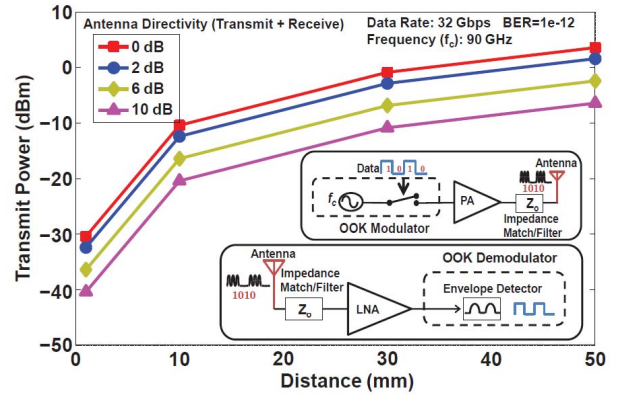 Antenna Directivity (Transmit + Receive)
0 dB
2 dB
6 dB
10 dB
Data Rate: 32 Gbps BER=1e-12
Frequency (fc): 90 GHz
Transmit Power (dBm)
10
0
−10
−20
−30
−40
−50
Data
1 0 1 0
fc
OOK Modulator
PA
Antenna
1010
Zo
Impedance
Match/Filter
Antenna
1010
Impedance
Match/Filter
Zo
LNA
OOK Demodulator
Envelope Detector
0
10
20
30
40
50
Distance (mm)